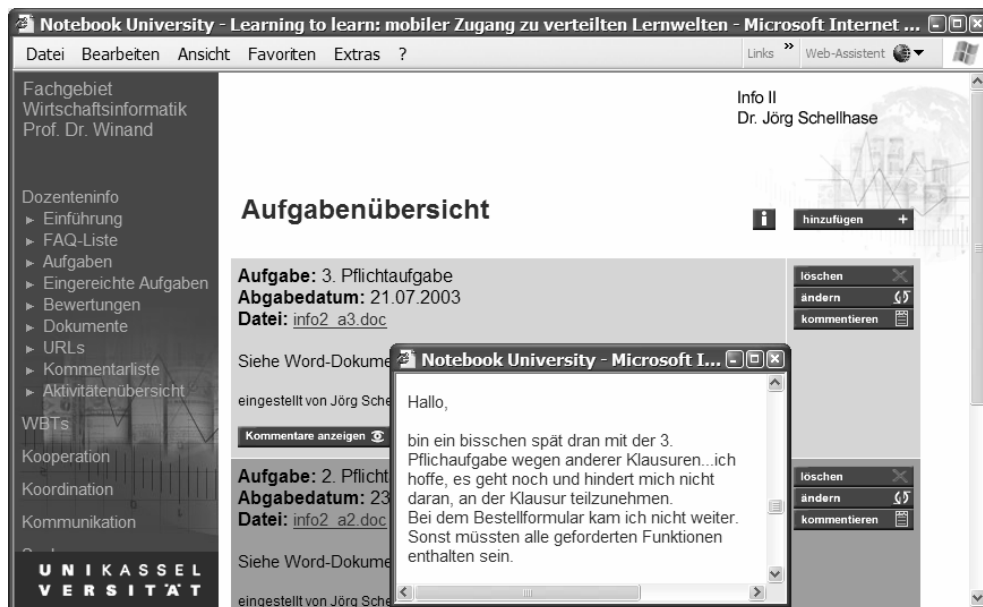 Notebook University - Learning to learn: mobiler Zugang zu verteilten Lernwelten - Microsoft Internet ...
Datei Bearbeiten Ansicht Favoriten Extras ? Links » Web-Assistent
Fachgebiet
Wirtschaftsinformatik
Prof. Dr. Winand
Info II
Dr. Jörg Schellhase
Dozenteninfo
Einführung
FAQ-Liste
Aufgaben
Eingereichte Aufgaben
Bewertungen
Dokumente
URLs
Kommentarliste
Aktivitätenübersicht
WBTs
Kooperation
Koordination
Kommunikation
UNIKASSEL
VERSITÄT
Aufgabenübersicht
i hinzufügen +
Aufgabe: 3. Pflichtaufgabe
Abgabedatum: 21.07.2003
Datei: info2_a3.doc
Siehe Word-Dokume
eingestellt von Jörg Sche
Kommentare anzeigen
löschen
ändern
kommentieren
Aufgabe: 2. Pflicht
Abgabedatum: 23
Datei: info2_a2.doc
Siehe Word-Dokume
eingestellt von Jörg Sche
löschen
ändern
kommentieren
Notebook University - Microsoft I...
Hallo,
bin ein bisschen spät dran mit der 3.
Pflichaufgabe wegen anderer Klausuren...ich
hoffe, es geht noch und hindert mich nicht
daran, an der Klausur teilzunehmen.
Bei dem Bestellformular kam ich nicht weiter.
Sonst müssten alle geforderten Funktionen
enthalten sein.